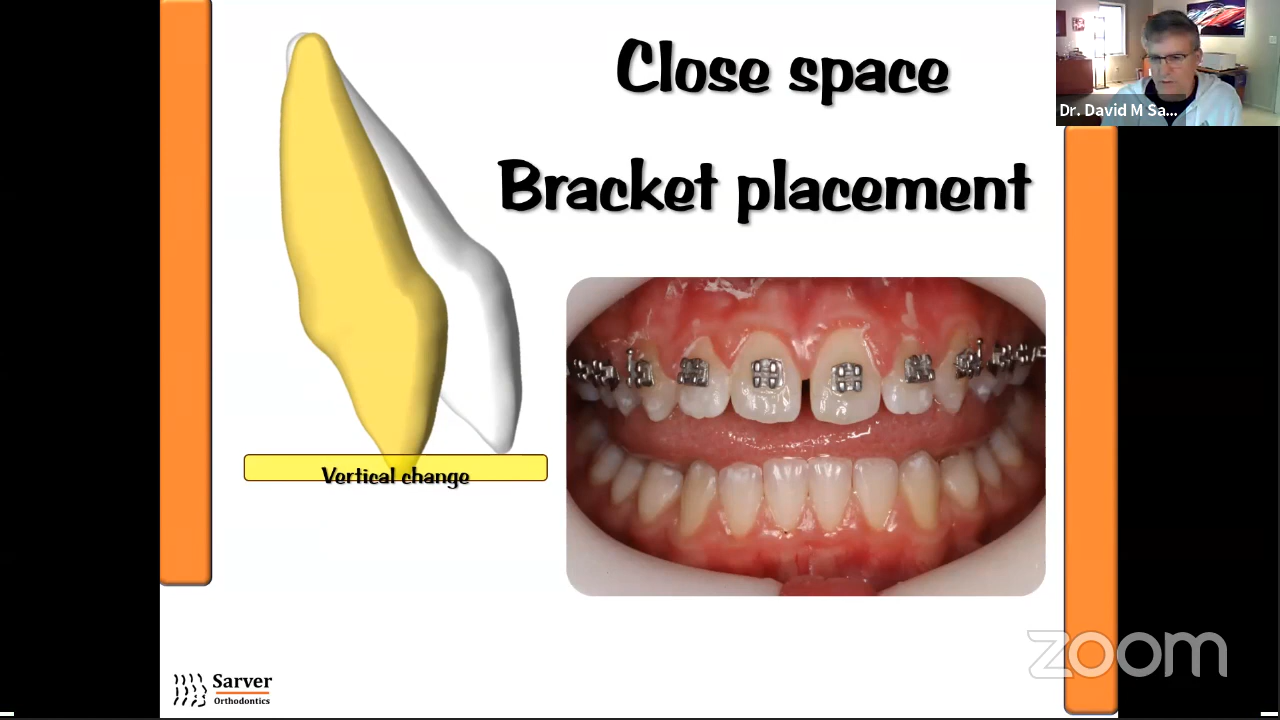 Close space
Bracket placement
Dr. David M Sa...
Vertical change
Sarver
Orthodontics
zoom